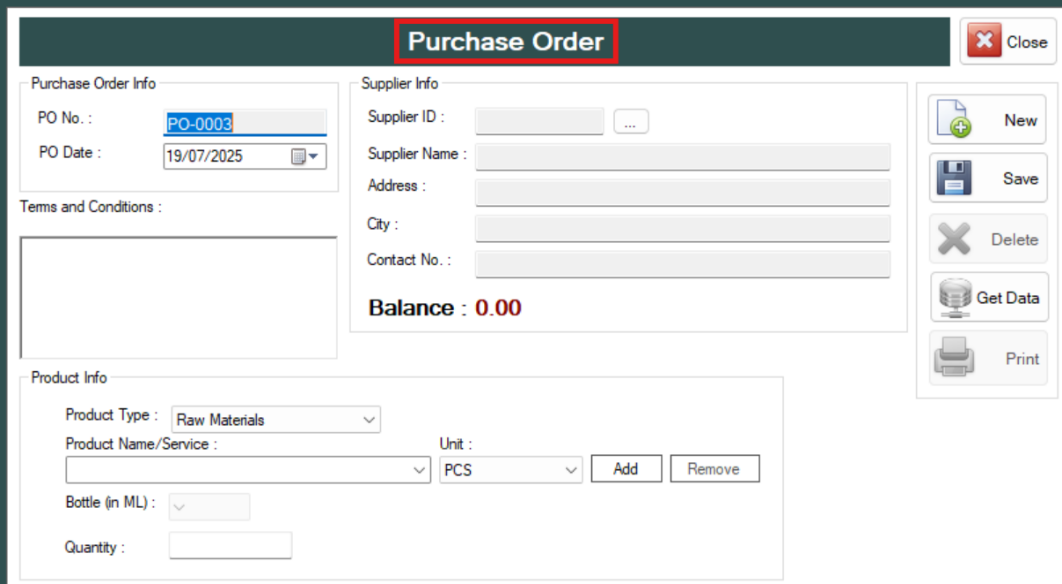 Purchase Order
Close
Purchase Order Info
PO No. :
PO-0003
PO Date :
19/07/2025
Terms and Conditions :
Supplier Info
Supplier ID :
...
Supplier Name :
Address :
City :
Contact No. :
Balance : 0.00
New
Save
Delete
Get Data
Print
Product Info
Product Type :
Raw Materials
Product Name/Service :
Unit :
PCS
Add
Remove
Bottle (in ML) :
Quantity :